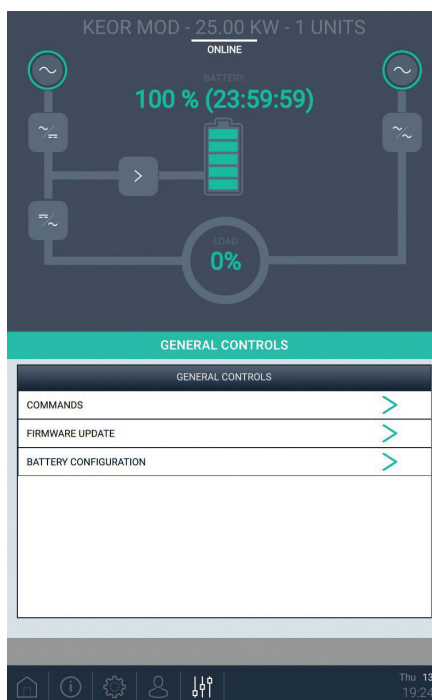 KEOR MOD - 25.00 KW - 1 UNITS
ONLINE
BATTERY
100 % (23:59:59)
LOAD
0%
GENERAL CONTROLS
GENERAL CONTROLS
COMMANDS
FIRMWARE UPDATE
BATTERY CONFIGURATION
Thu 13
19:24